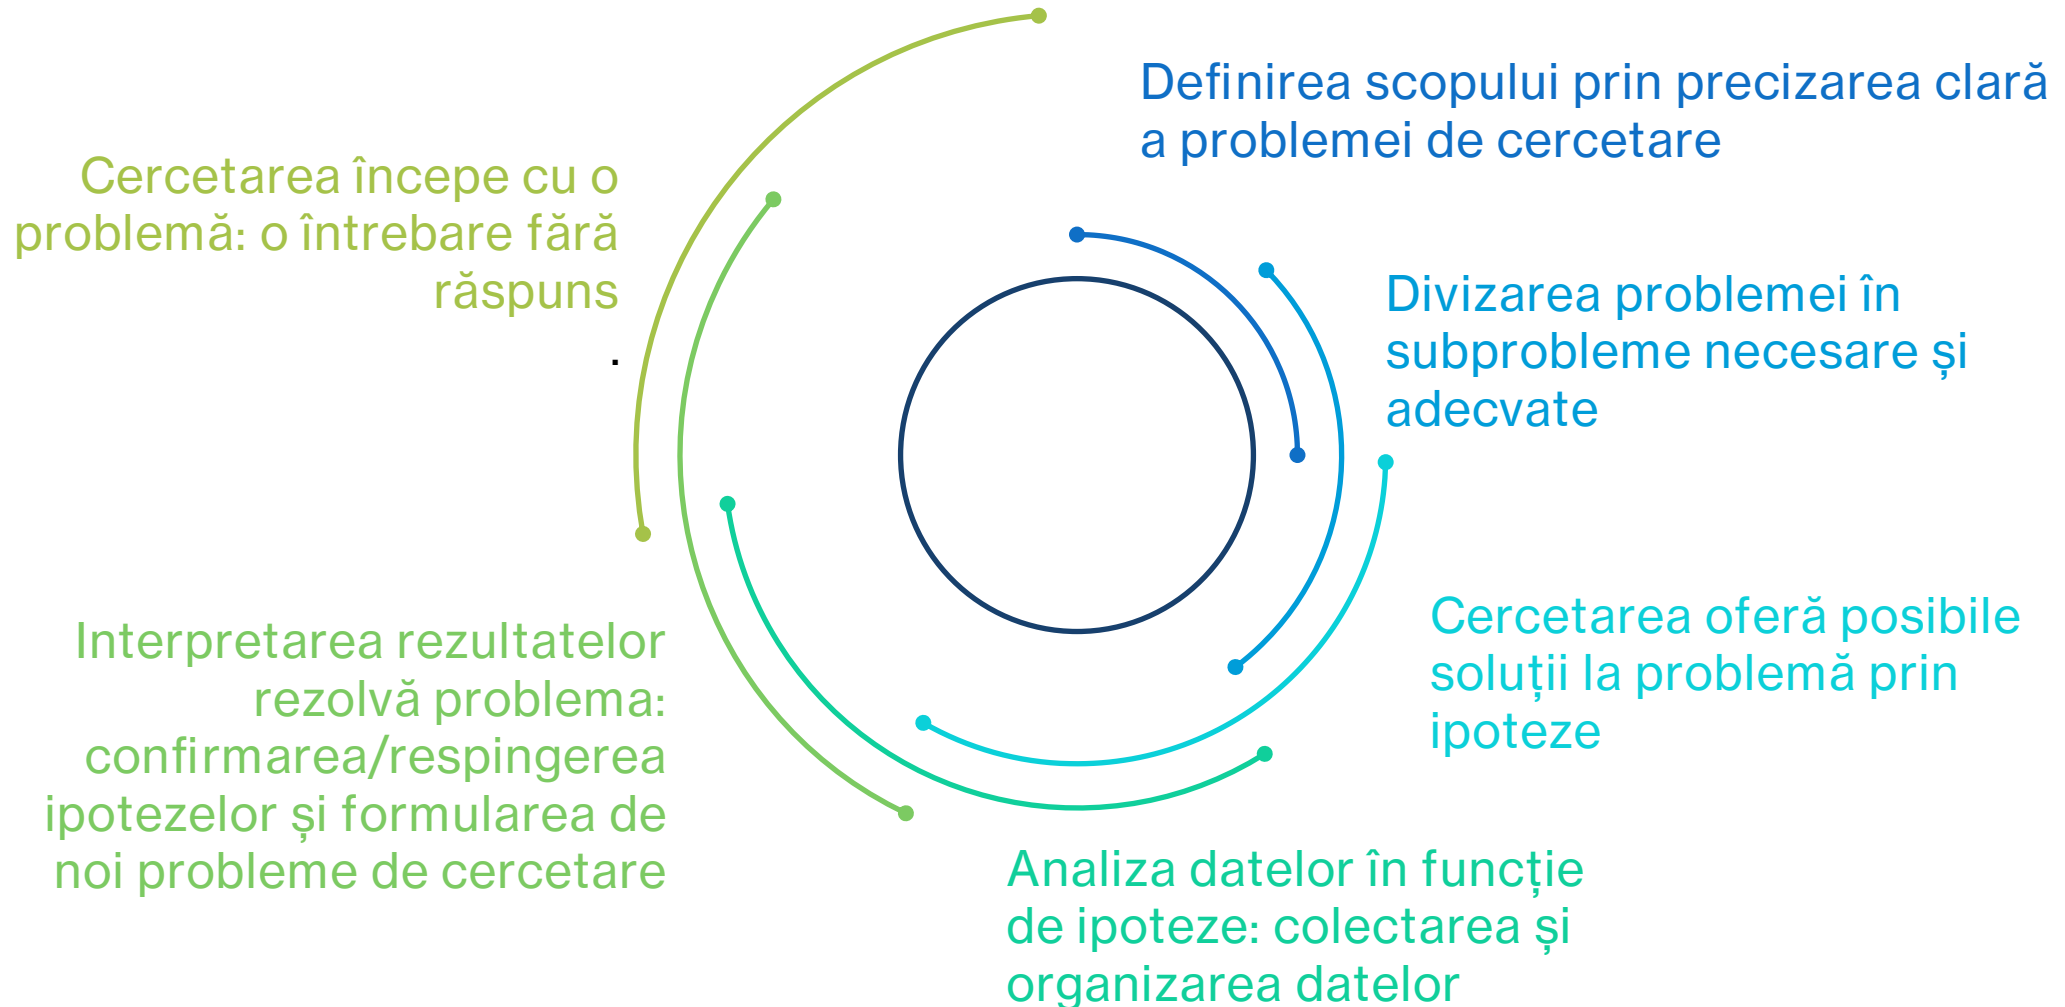 Cercetarea începe cu o
problemă: o întrebare fără
răspuns
.
Definirea scopului prin precizarea clară
a problemei de cercetare
Divizarea problemei în
subprobleme necesare și
adecvate
Cercetarea oferă posibile
soluții la problemă prin
ipoteze
Analiza datelor în funcție
de ipoteze: colectarea și
organizarea datelor
Interpretarea rezultatelor
rezolvă problema:
confirmarea/respingerea
ipotezelor și formularea de
noi probleme de cercetare